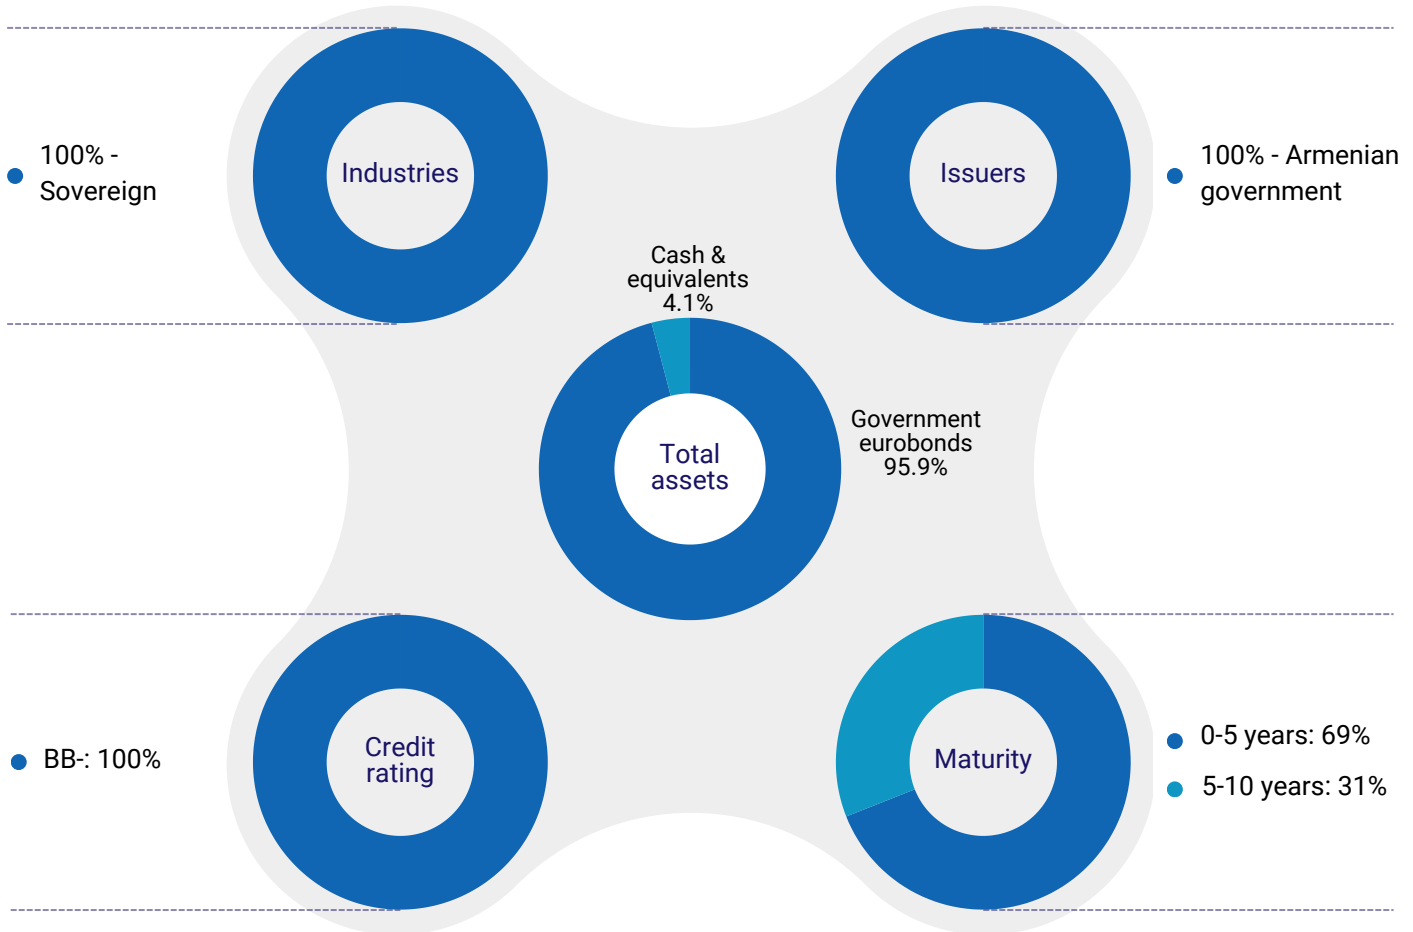 100% -
Sovereign
Industries
Issuers
100% - Armenian
government
Cash &
equivalents
4.1%
Total
assets
Government
eurobonds
95.9%
BB-: 100%
Credit
rating
Maturity
0-5 years: 69%
5-10 years: 31%